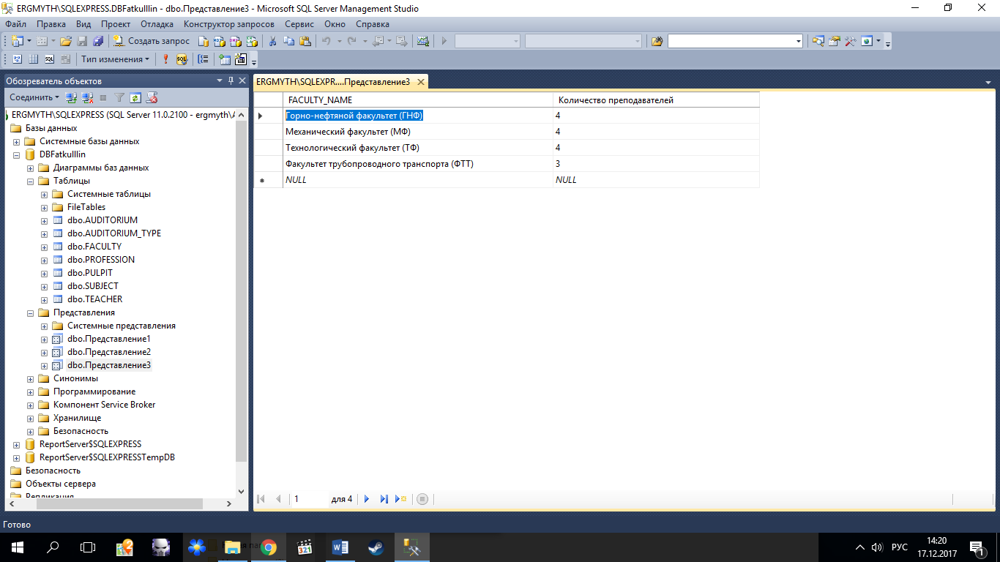 ERGMYTH\SQLEXPRESS.DBFatkulllin - dbo.Представление3 - Microsoft SQL Server Management Studio
Файл Правка Вид Проект Отладка Конструктор запросов Сервис Окно Справка
Создать запрос
Тип изменения
Обозреватель объектов
ERGMYTH\SQLEXPR....Представление3
Соединить
ERGMYTH\SQLEXPRESS (SQL Server 11.0.2100 - ergmyth\
Базы данных
Системные базы данных
DBFatkulllin
Диаграммы баз данных
Таблицы
Системные таблицы
FileTables
dbo.AUDITORIUM
dbo.AUDITORIUM_TYPE
dbo.FACULTY
dbo.PROFESSION
dbo.PULPIT
dbo.SUBJECT
dbo.TEACHER
Представления
Системные представления
dbo.Представление1
dbo.Представление2
dbo.Представление3
Синонимы
Программирование
Компонент Service Broker
Хранилище
Безопасность
ReportServer$SQLEXPRESS
ReportServer$SQLEXPRESSTempDB
Безопасность
Объекты сервера
Репликация
FACULTY_NAME Количество преподавателей
Горно-нефтяной факультет (ГНФ) 4
Механический факультет (МФ) 4
Технологический факультет (ТФ) 4
Факультет трубопроводного транспорта (ФТТ) 3
NULL NULL
1 для 4
Готово
321
РУС
14:20
17.12.2017
1